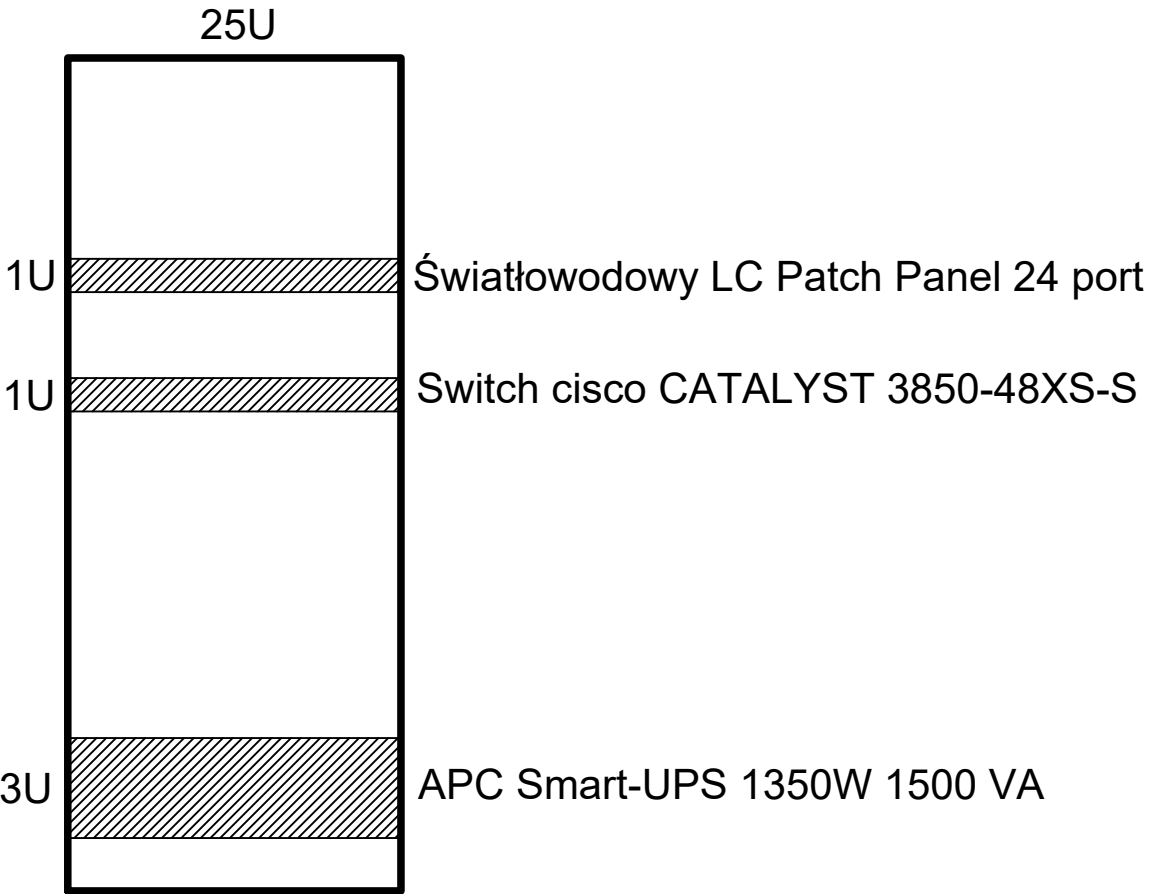 25U
1U Światłowodowy LC Patch Panel 24 port
1U Switch cisco CATALYST 3850-48XS-S
3U APC Smart-UPS 1350W 1500 VA